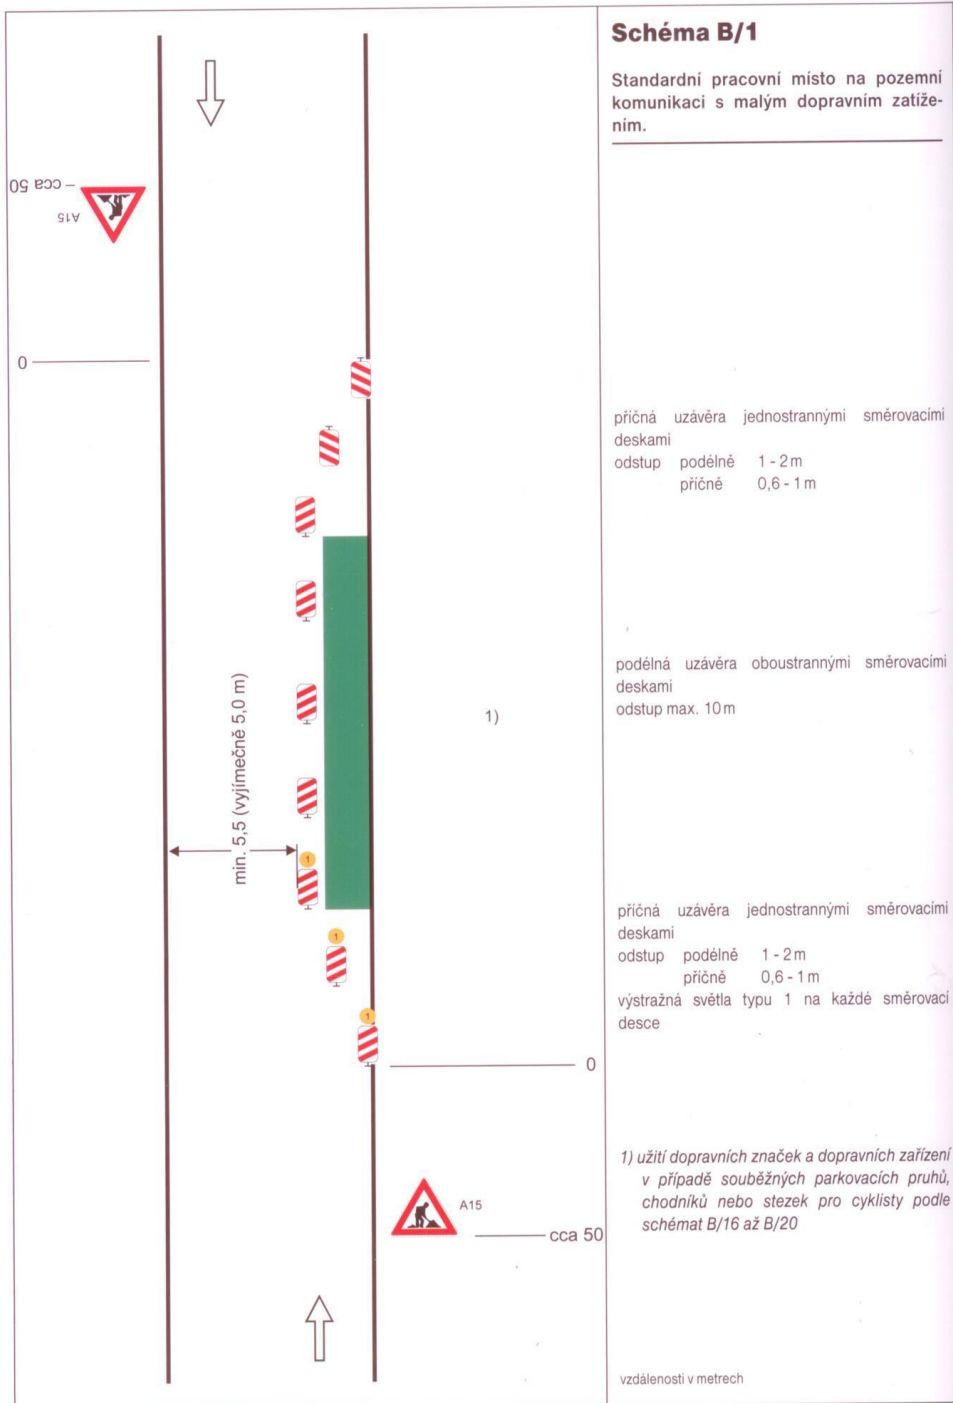 Schéma B/1
Standardní pracovní místo na pozemní
komunikaci s malým dopravním zatíže-
ním.
cca 50
A15
0
příčná uzávěra jednostrannými směrovacími
deskami
odstup podélně 1 - 2 m
příčně 0,6 - 1 m
podélná uzávěra oboustrannými směrovacími
deskami
odstup max. 10 m
1)
min. 5,5 (vyjímečně 5,0 m)
1
1
1
příčná uzávěra jednostrannými směrovacími
deskami
odstup podélně 1 - 2 m
příčně 0,6 - 1 m
výstražná světla typu 1 na každé směrovací
desce
0
1) užití dopravních značek a dopravních zařízení
v případě souběžných parkovacích pruhů,
chodníků nebo stezek pro cyklisty podle
schémat B/16 až B/20
A15
cca 50
vzdálenosti v metrech